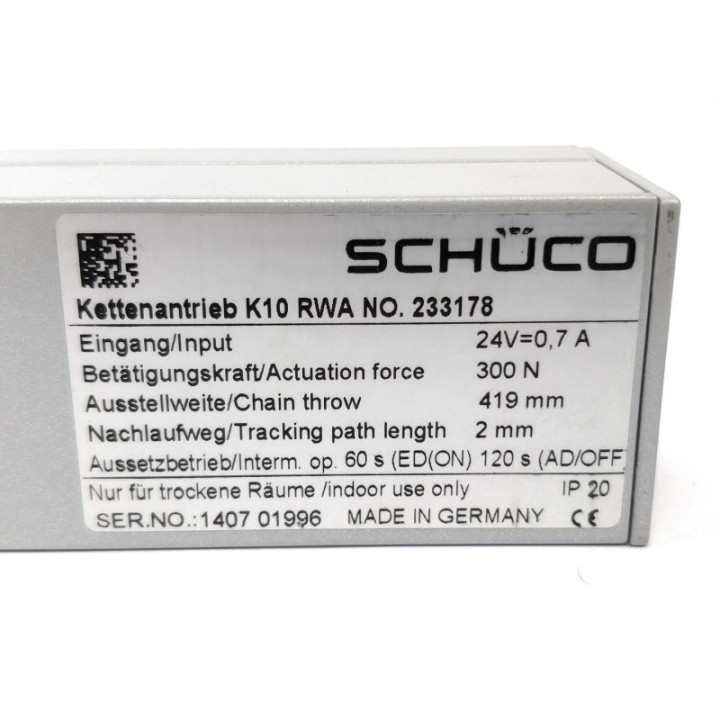 SCHÜCO
Kettenantrieb K10 RWA NO. 233178
Eingang/Input 24V=0,7 A
Betätigungskraft/Actuation force 300 N
Ausstellweite/Chain throw 419 mm
Nachlaufweg/Tracking path length 2 mm
Aussetzbetrieb/Interm. op. 60 s (ED(ON) 120 s (AD/OFF)
Nur für trockene Räume /indoor use only IP 20
SER.NO.:1407 01996 MADE IN GERMANY CE